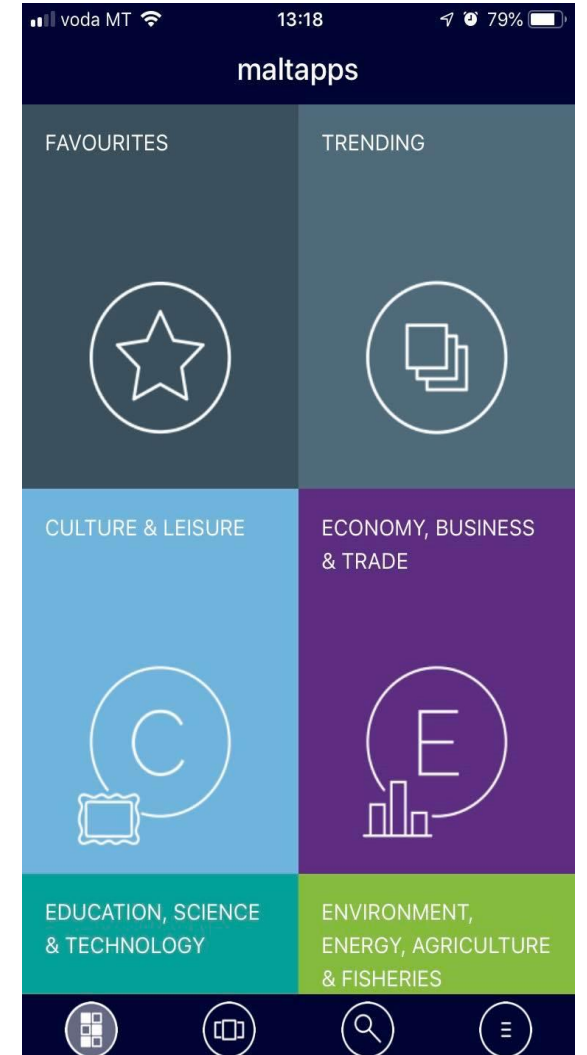 voda MT 13:18 79%
maltapps
FAVOURITES
TRENDING
CULTURE & LEISURE
ECONOMY, BUSINESS
& TRADE
C
E
EDUCATION, SCIENCE
& TECHNOLOGY
ENVIRONMENT,
ENERGY, AGRICULTURE
& FISHERIES